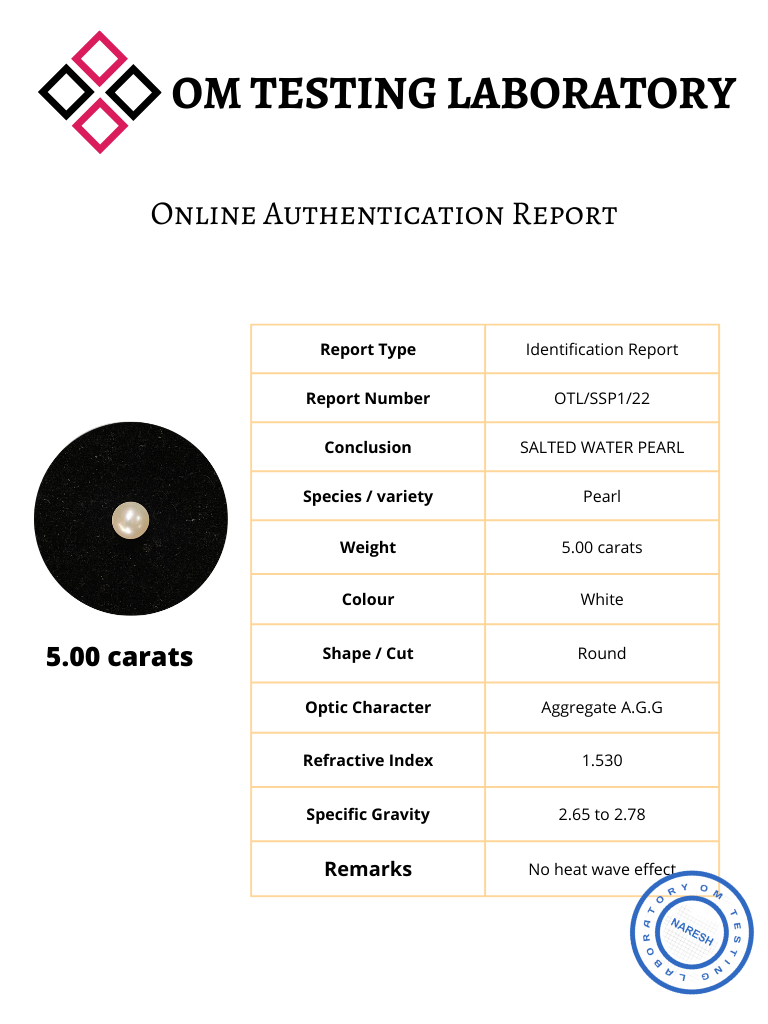 OM TESTING LABORATORY
Online Authentication Report
Report Type Identification Report
Report Number OTL/SSP1/22
Conclusion SALTED WATER PEARL
Species / variety Pearl
Weight 5.00 carats
Colour White
Shape / Cut Round
Optic Character Aggregate A.G.G
Refractive Index 1.530
Specific Gravity 2.65 to 2.78
Remarks No heat wave effect
5.00 carats
OM TESTING LABORATORY
NARESH